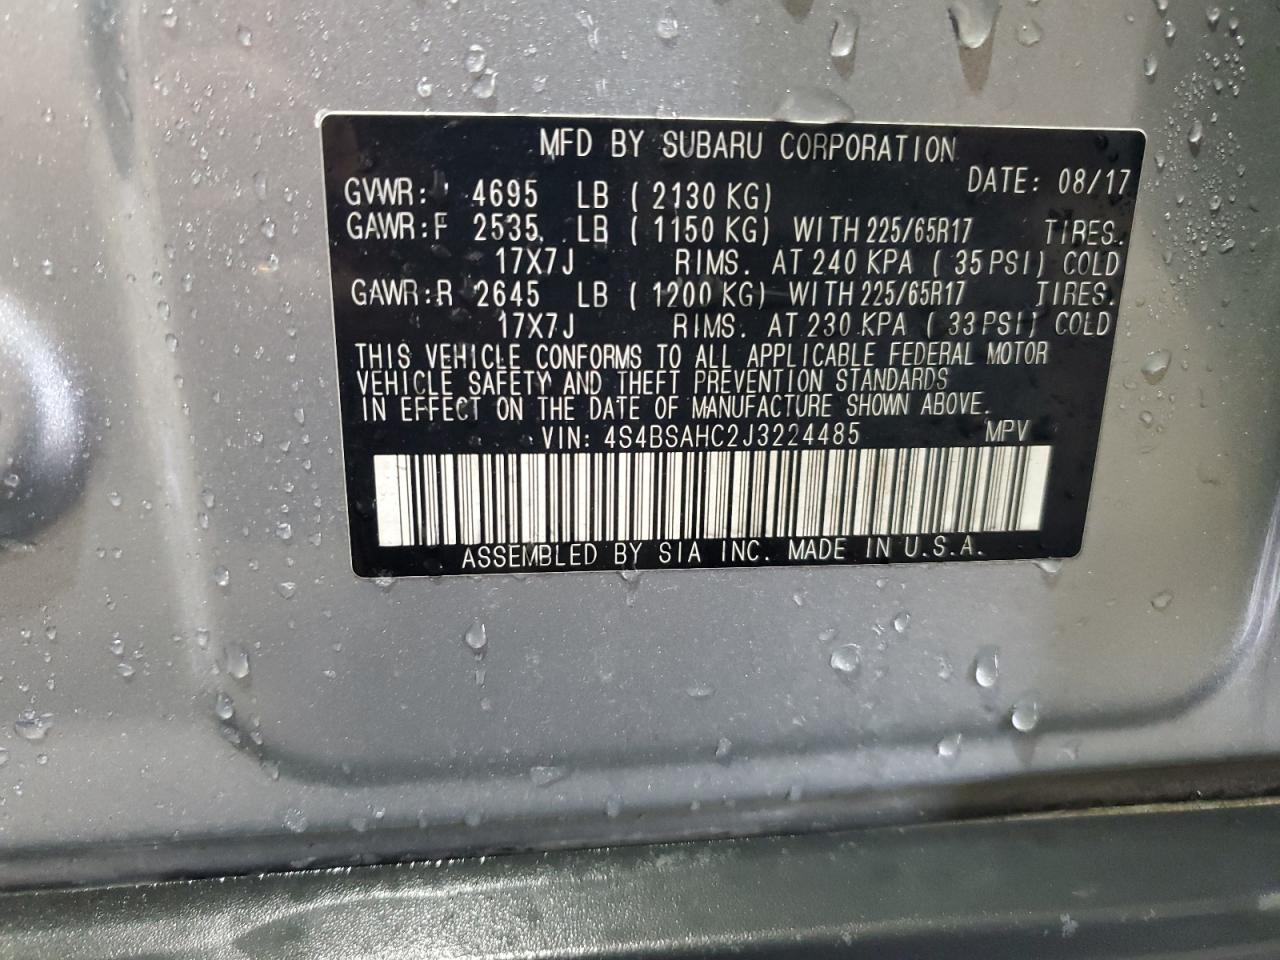 MFD BY SUBARU CORPORATION
DATE: 08/17
GVWR: 4695 LB ( 2130 KG)
GAWR:F 2535 LB ( 1150 KG) WITH 225/65R17 TIRES.
17X7J RIMS. AT 240 KPA ( 35 PSI) COLD
GAWR:R 2645 LB ( 1200 KG) WITH 225/65R17 TIRES.
17X7J RIMS. AT 230 KPA ( 33 PSI) COLD
THIS VEHICLE CONFORMS TO ALL APPLICABLE FEDERAL MOTOR
VEHICLE SAFETY AND THEFT PREVENTION STANDARDS
IN EFFECT ON THE DATE OF MANUFACTURE SHOWN ABOVE.
VIN: 4S4BSAHC2J3224485 MPV
ASSEMBLED BY SIA INC. MADE IN U.S.A.